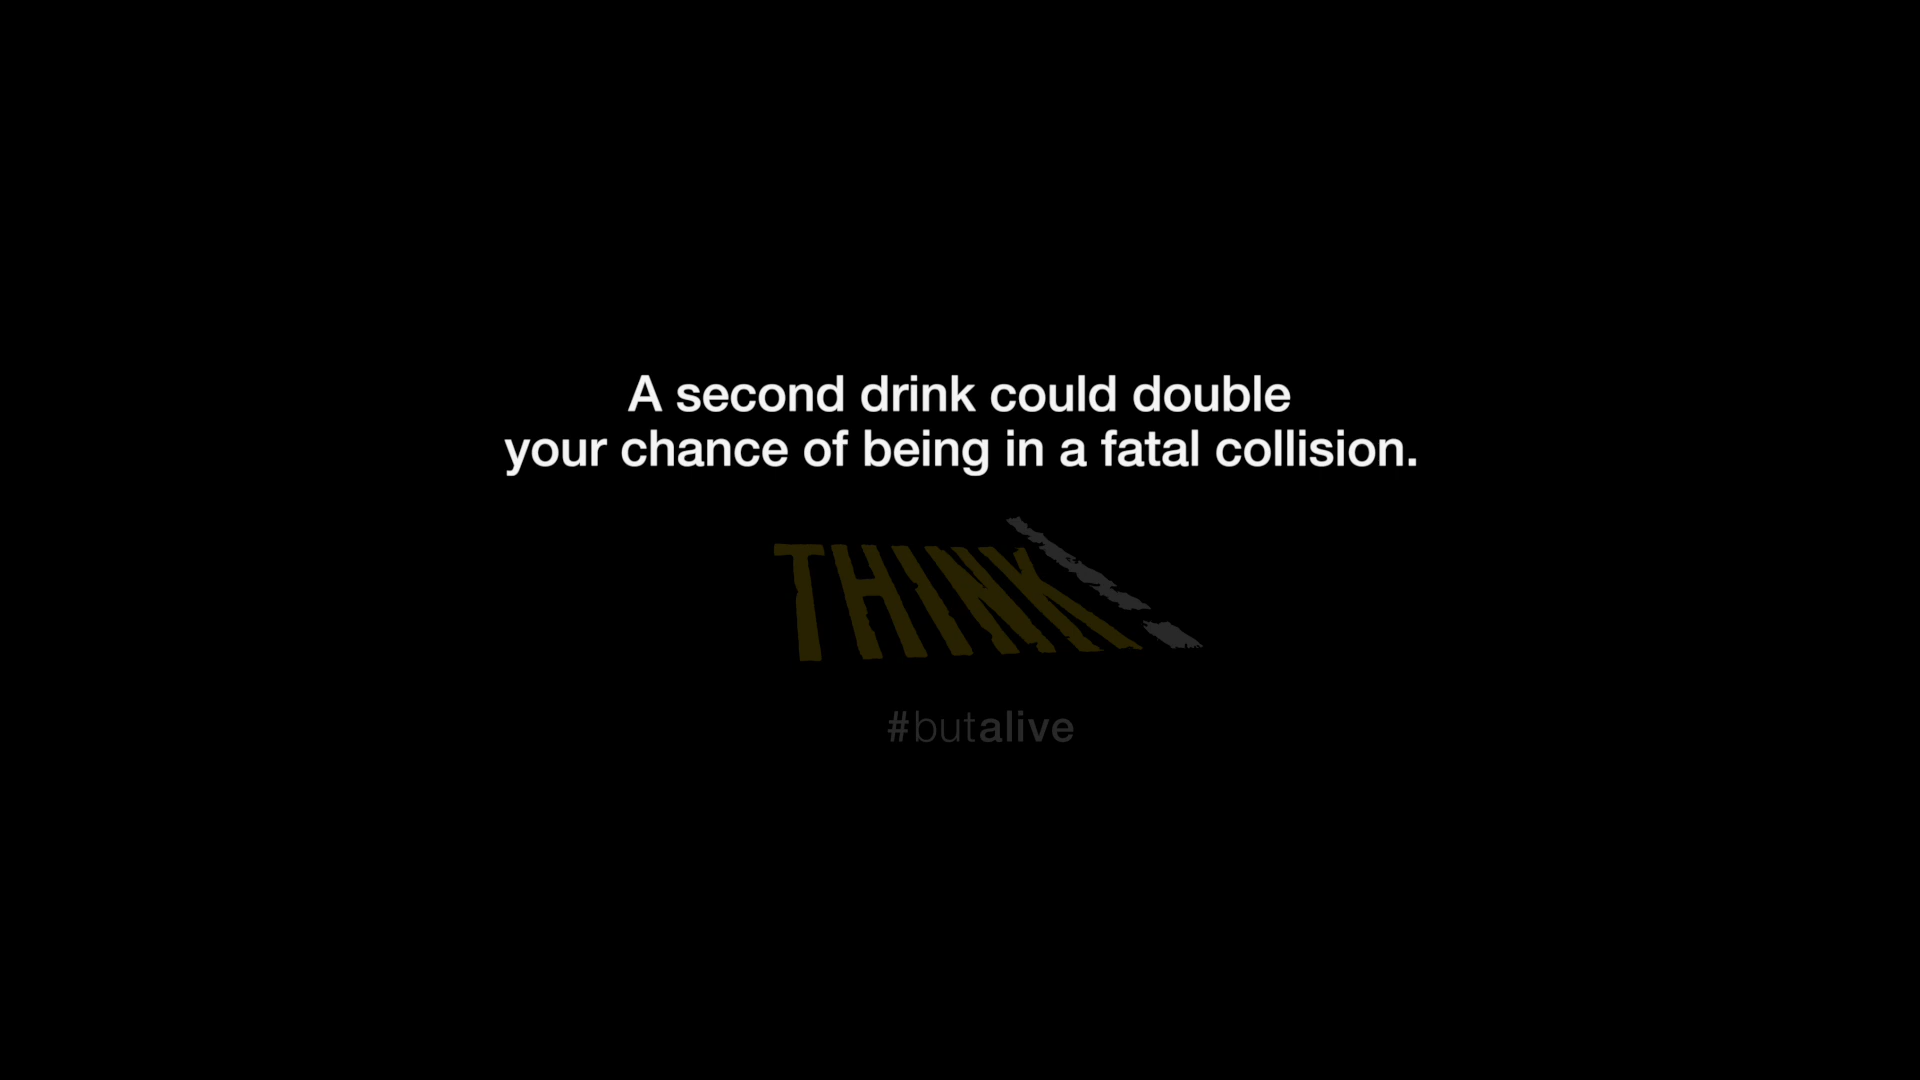 A second drink could double
your chance of being in a fatal collision.
THINK!
#butalive